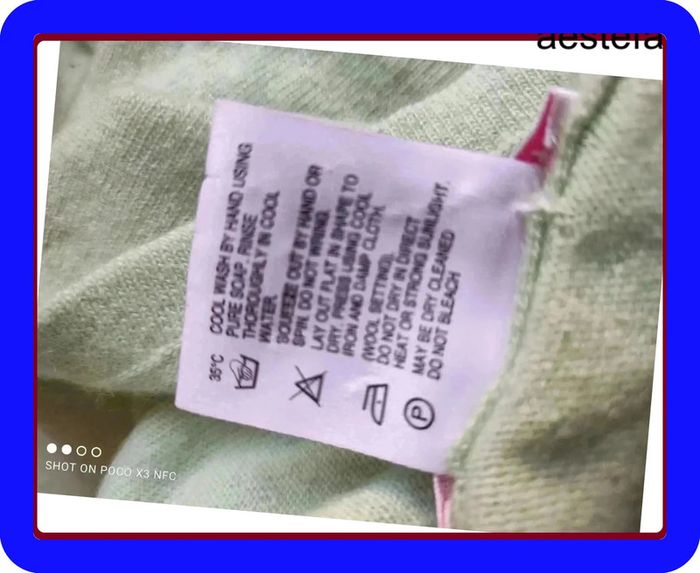 aestera
35°C
COOL WASH BY HAND USING
PURE SOAP. RINSE
THOROUGHLY IN COOL
WATER.
SQUEEZE OUT BY HAND OR
SPIN. DO NOT WRING.
LAY OUT FLAT IN SHAPE TO
DRY. PRESS USING COOL
IRON AND DAMP CLOTH.
(WOOL SETTING).
DO NOT DRY IN DIRECT
HEAT OR STRONG SUNLIGHT.
MAY BE DRY CLEANED
DO NOT BLEACH
P
SHOT ON POCO X3 NFC